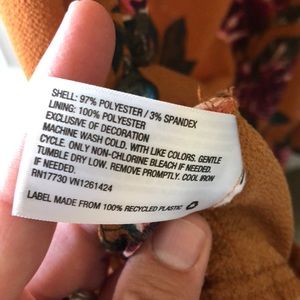 SHELL: 97% POLYESTER / 3% SPANDEX
LINING: 100% POLYESTER
EXCLUSIVE OF DECORATION
MACHINE WASH COLD. WITH LIKE COLORS. GENTLE
CYCLE. ONLY NON-CHLORINE BLEACH IF NEEDED.
TUMBLE DRY LOW. REMOVE PROMPTLY. COOL IRON
IF NEEDED.
RN17730 VN1261424
LABEL MADE FROM 100% RECYCLED PLASTIC